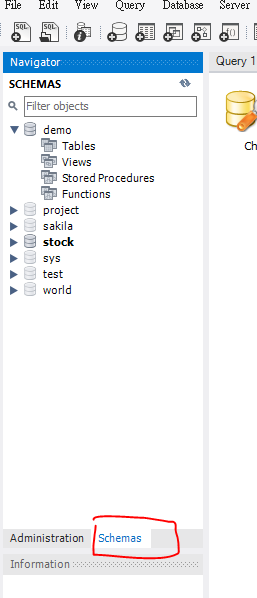 File Edit View Query Database Server
Navigator
Query 1
SCHEMAS
Filter objects
Ch
demo
Tables
Views
Stored Procedures
Functions
project
sakila
stock
sys
test
world
Administration Schemas
Information